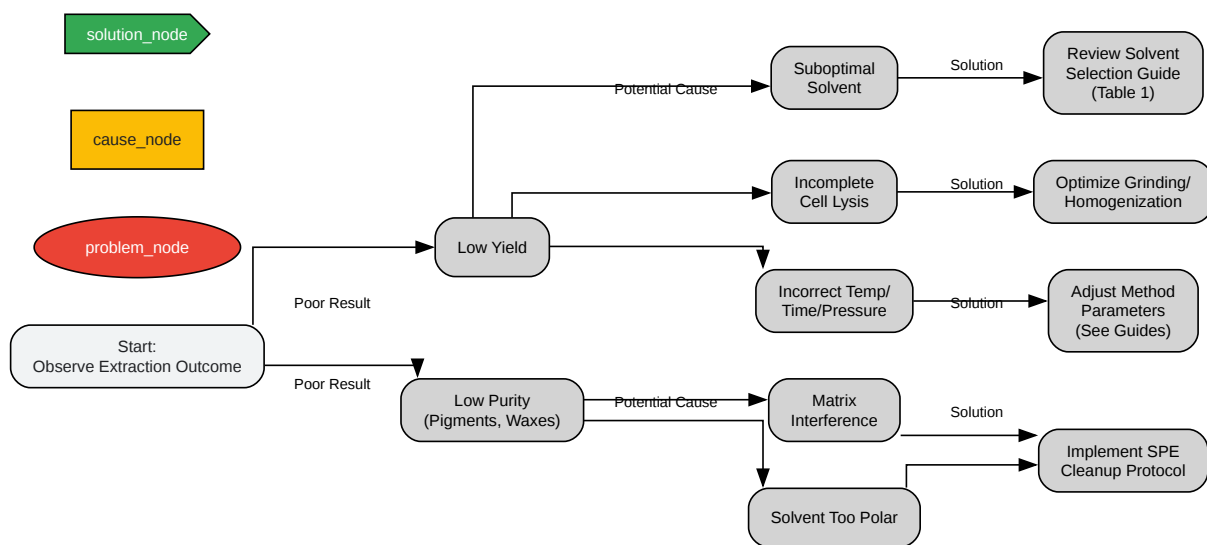 solution_node
cause_node
problem_node
Start:
Observe Extraction Outcome
Poor Result
Poor Result
Low Yield
Low Purity
(Pigments, Waxes)
Potential Cause
Potential Cause
Suboptimal
Solvent
Incomplete
Cell Lysis
Incorrect Temp/
Time/Pressure
Matrix
Interference
Solvent Too Polar
Solution
Solution
Solution
Solution
Review Solvent
Selection Guide
(Table 1)
Optimize Grinding/
Homogenization
Adjust Method
Parameters
(See Guides)
Implement SPE
Cleanup Protocol